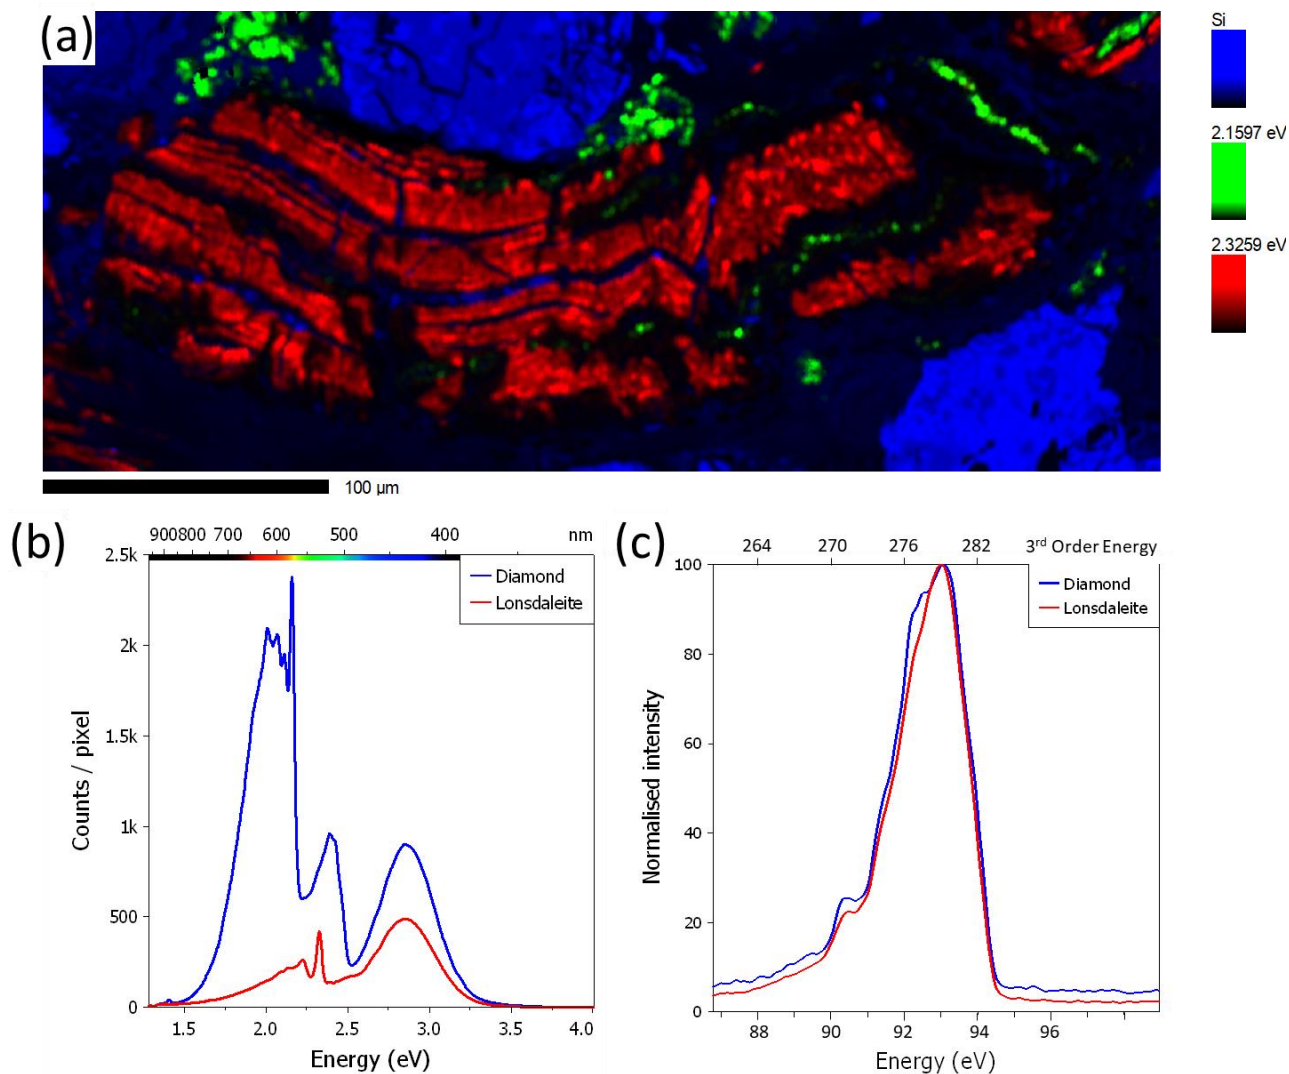 (a)
Si
2.1597 eV
2.3259 eV
100 µm
(b)
900800 700 600 500 400 nm
2.5k
2k
1.5k
1k
500
0
Counts / pixel
Diamond
Lonsdaleite
1.5 2.0 2.5 3.0 3.5 4.0
Energy (eV)
(c)
264 270 276 282 3rd Order Energy
100
80
60
40
20
0
Normalised intensity
Diamond
Lonsdaleite
88 90 92 94 96
Energy (eV)